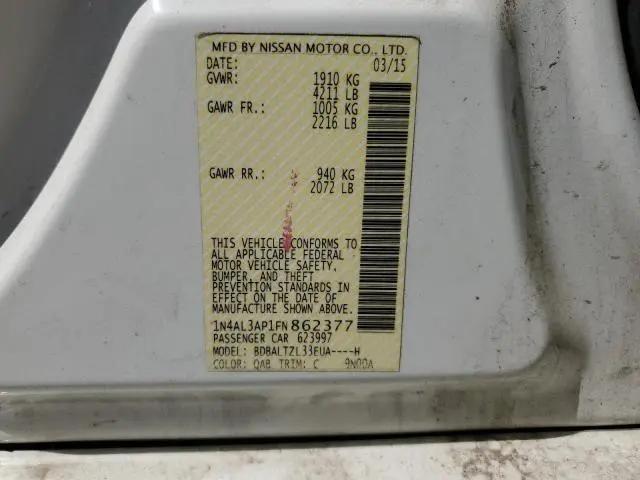 MFD BY NISSAN MOTOR CO., LTD.
DATE: 03/15
GVWR: 1910 KG
4211 LB
GAWR FR.: 1005 KG
2216 LB
GAWR RR.: 940 KG
2072 LB
THIS VEHICLE CONFORMS TO
ALL APPLICABLE FEDERAL
MOTOR VEHICLE SAFETY,
BUMPER, AND THEFT
PREVENTION STANDARDS IN
EFFECT ON THE DATE OF
MANUFACTURE SHOWN ABOVE.
1N4AL3AP1FN862377
PASSENGER CAR 623997
MODEL: BDBALTZL33EUA----H
COLOR: QAB TRIM: C 9N00A